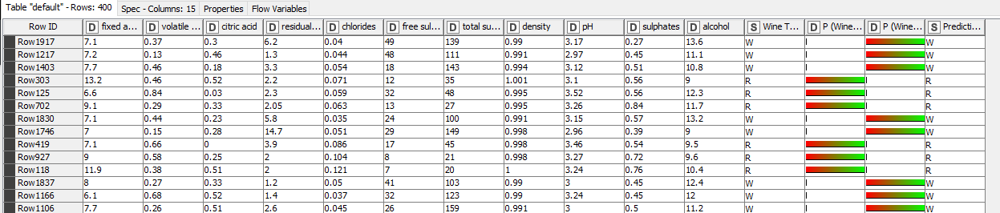 Table "default" - Rows: 400 Spec - Columns: 15 Properties Flow Variables
Row ID D fixed a... D volatile ... D citric acid D residual... D chlorides D free sul... D total su... D density D pH D sulphates D alcohol S Wine T... D P (Wine... D P (Wine... S Predicti...
Row1917 7.1 0.37 0.3 6.2 0.04 49 139 0.99 3.17 0.27 13.6 W W
Row1217 7.2 0.13 0.46 1.3 0.044 48 111 0.991 2.97 0.45 11.1 W W
Row1403 7.7 0.46 0.18 3.3 0.054 18 143 0.994 3.12 0.51 10.8 W W
Row303 13.2 0.46 0.52 2.2 0.071 12 35 1.001 3.1 0.56 9 R R
Row125 6.6 0.84 0.03 2.3 0.059 32 48 0.995 3.52 0.56 12.3 R R
Row702 9.1 0.29 0.33 2.05 0.063 13 27 0.995 3.26 0.84 11.7 R R
Row1830 7.1 0.44 0.23 5.8 0.035 24 100 0.991 3.15 0.57 13.2 W W
Row1746 7 0.15 0.28 14.7 0.051 29 149 0.998 2.96 0.39 9 W W
Row419 7.1 0.66 0 3.9 0.086 17 45 0.998 3.46 0.54 9.5 R R
Row927 9 0.58 0.25 2 0.104 8 21 0.998 3.27 0.72 9.6 R R
Row118 11.9 0.38 0.51 2 0.121 7 20 1 3.24 0.76 10.4 R R
Row1837 8 0.27 0.33 1.2 0.05 41 103 0.99 3 0.45 12.4 W W
Row1166 6.1 0.68 0.52 1.4 0.037 32 123 0.99 3.24 0.45 12 W W
Row1106 7.7 0.26 0.51 2.6 0.045 26 159 0.991 3 0.5 11.2 W W